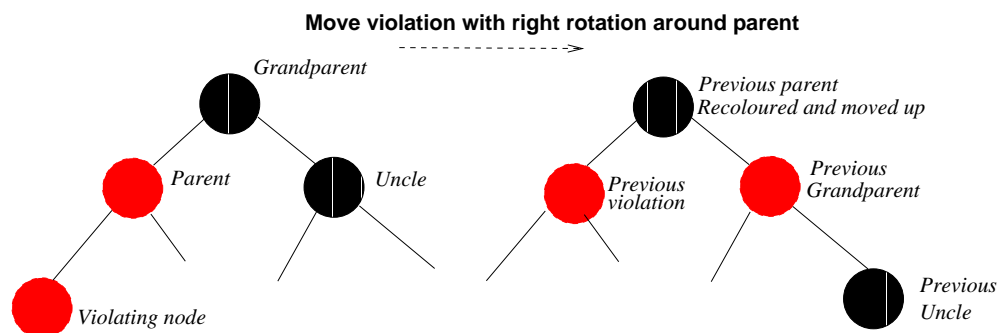 Move violation with right rotation around parent
Grandparent
Parent
Uncle
Violating node
Previous parent
Recoloured and moved up
Previous
violation
Previous
Grandparent
Previous
Uncle